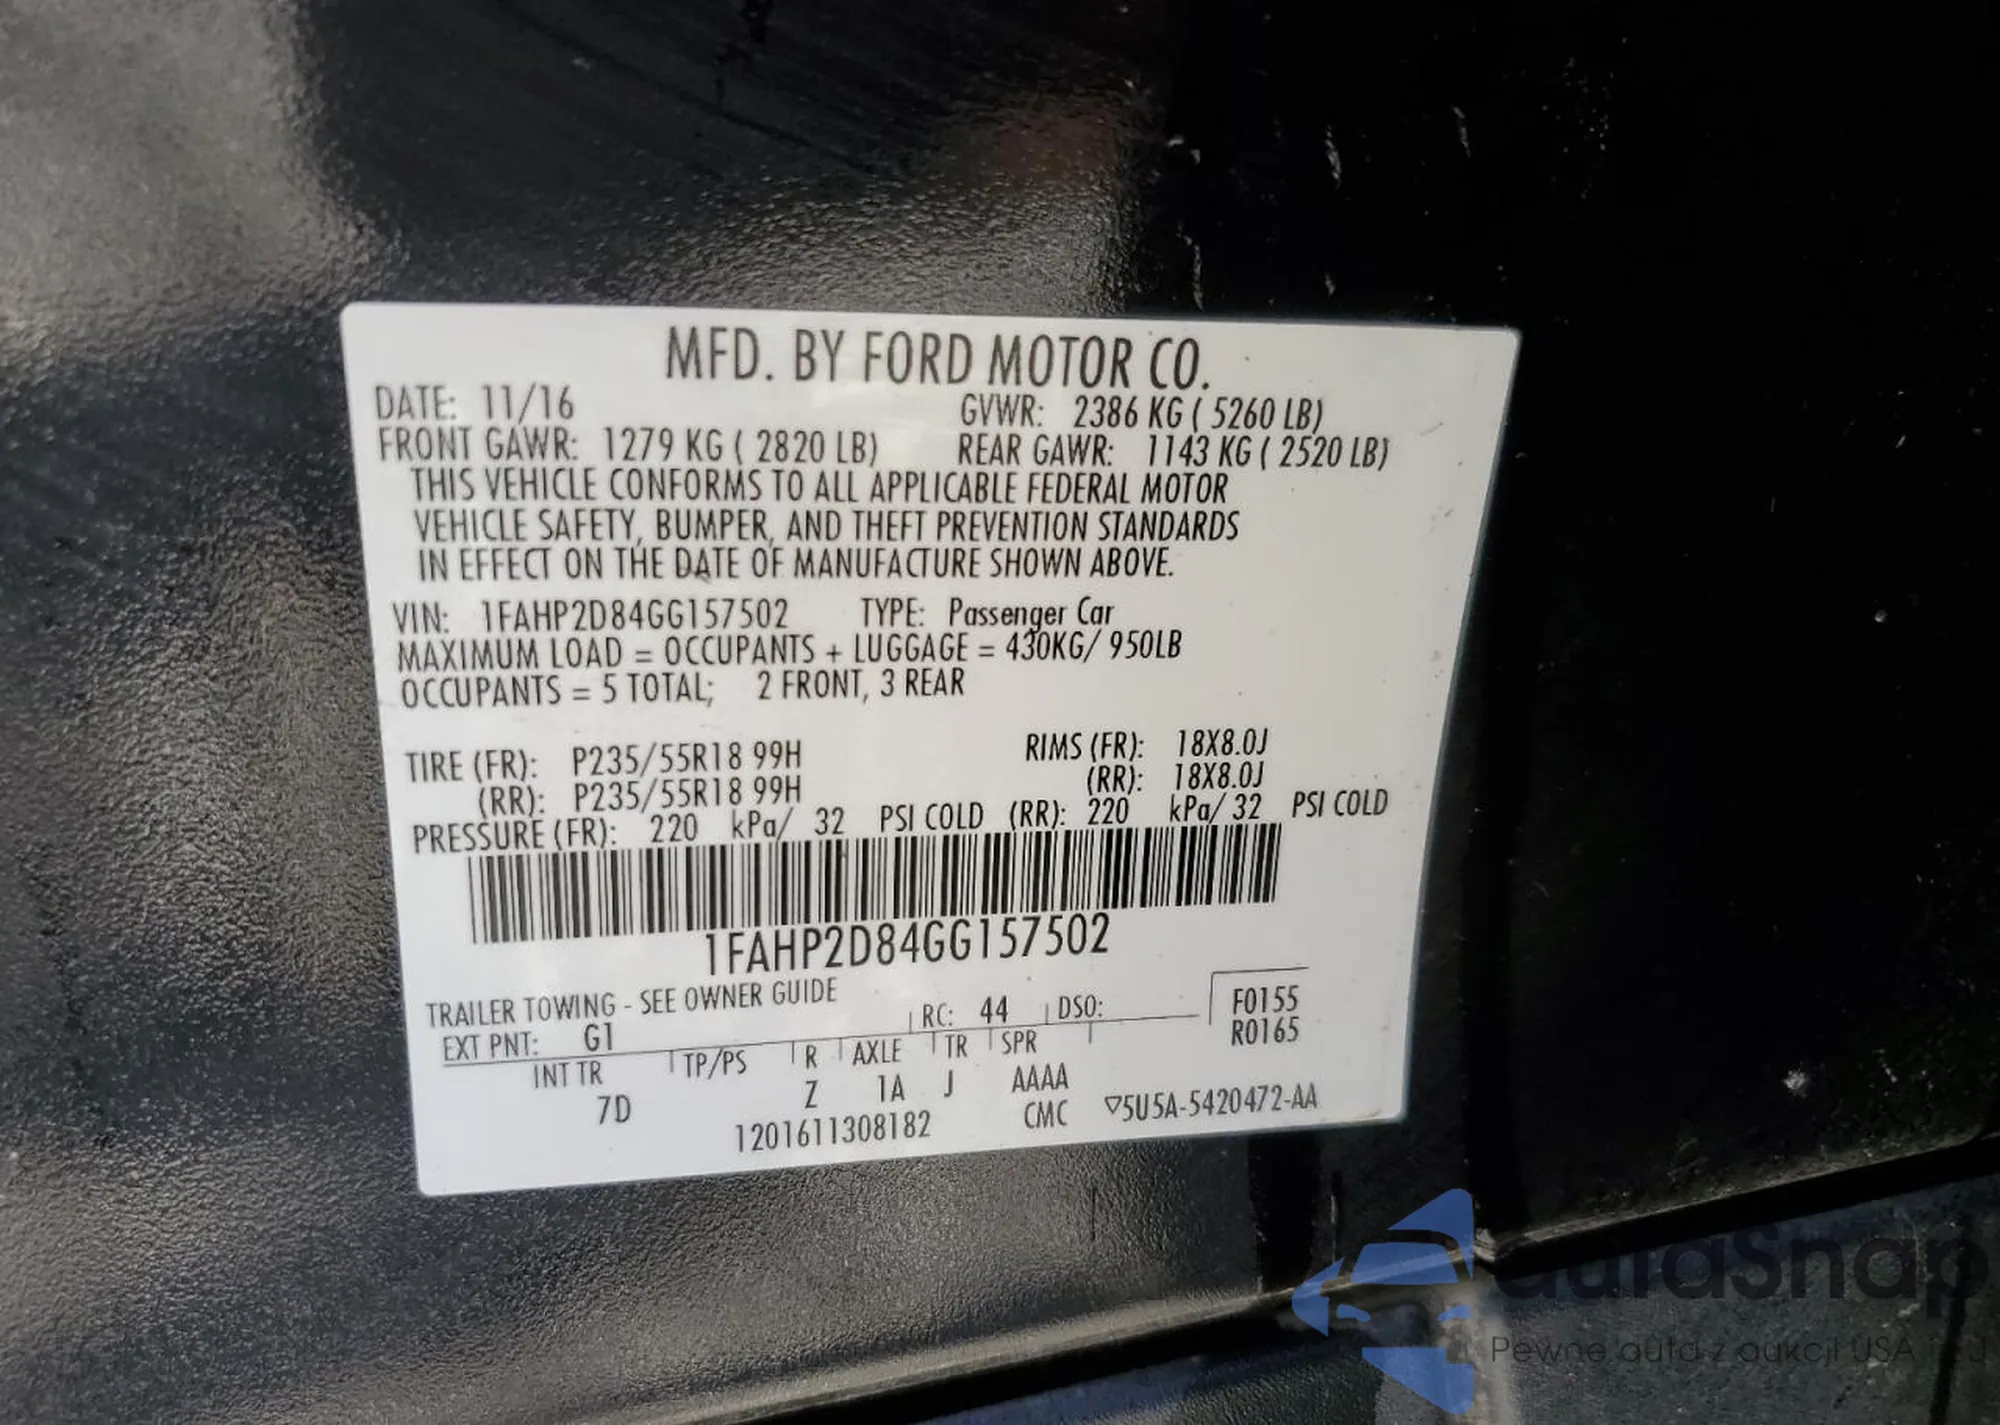 MFD. BY FORD MOTOR CO.
DATE: 11/16 GVWR: 2386 KG ( 5260 LB)
FRONT GAWR: 1279 KG ( 2820 LB) REAR GAWR: 1143 KG ( 2520 LB)
THIS VEHICLE CONFORMS TO ALL APPLICABLE FEDERAL MOTOR
VEHICLE SAFETY, BUMPER, AND THEFT PREVENTION STANDARDS
IN EFFECT ON THE DATE OF MANUFACTURE SHOWN ABOVE.
VIN: 1FAHP2D84GG157502 TYPE: Passenger Car
MAXIMUM LOAD = OCCUPANTS + LUGGAGE = 430KG/ 950LB
OCCUPANTS = 5 TOTAL; 2 FRONT, 3 REAR
TIRE (FR): P235/55R18 99H RIMS (FR): 18X8.0J
(RR): P235/55R18 99H (RR): 18X8.0J
PRESSURE (FR): 220 kPa/ 32 PSI COLD (RR): 220 kPa/ 32 PSI COLD
1FAHP2D84GG157502
TRAILER TOWING - SEE OWNER GUIDE
EXT PNT: G1 RC: 44 DSO: F0155
R0165
INT TR TP/PS R AXLE TR SPR
7D Z 1A J AAAA
1201611308182 CMC ▽5U5A-5420472-AA
auraSnap
Pewne auta z aukcji USA